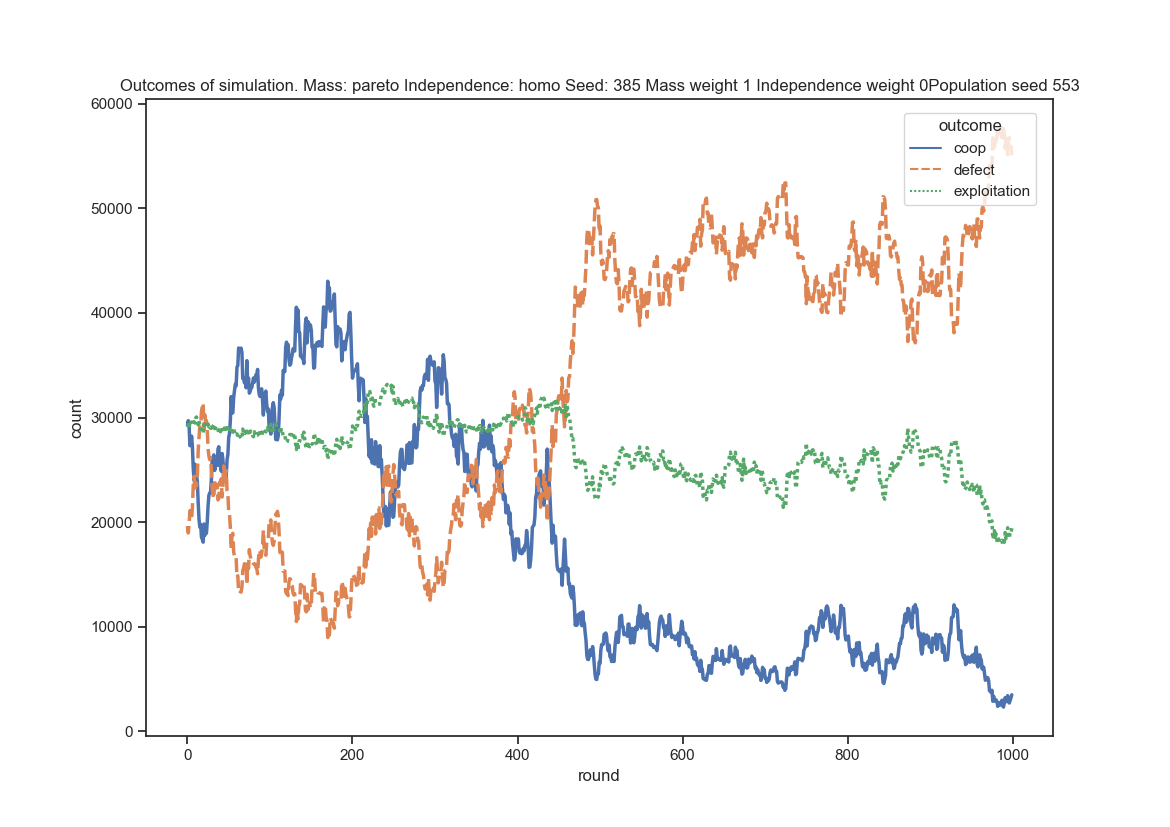 Outcomes of simulation. Mass: pareto Independence: homo Seed: 385 Mass weight 1 Independence weight 0Population seed 553
60000
50000
40000
30000
20000
10000
0
count
outcome
coop
defect
exploitation
0
200
400
600
800
1000
round